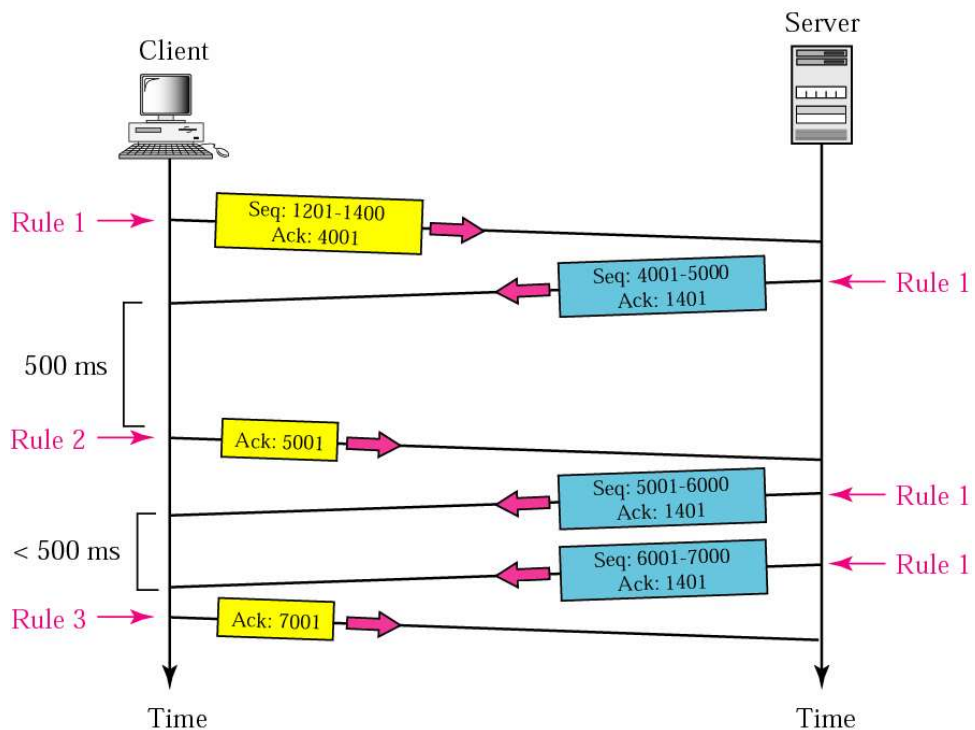 Client
Server
Rule 1
Seq: 1201-1400
Ack: 4001
Seq: 4001-5000
Ack: 1401
Rule 1
500 ms
Rule 2
Ack: 5001
Seq: 5001-6000
Ack: 1401
Rule 1
< 500 ms
Seq: 6001-7000
Ack: 1401
Rule 1
Rule 3
Ack: 7001
Time
Time